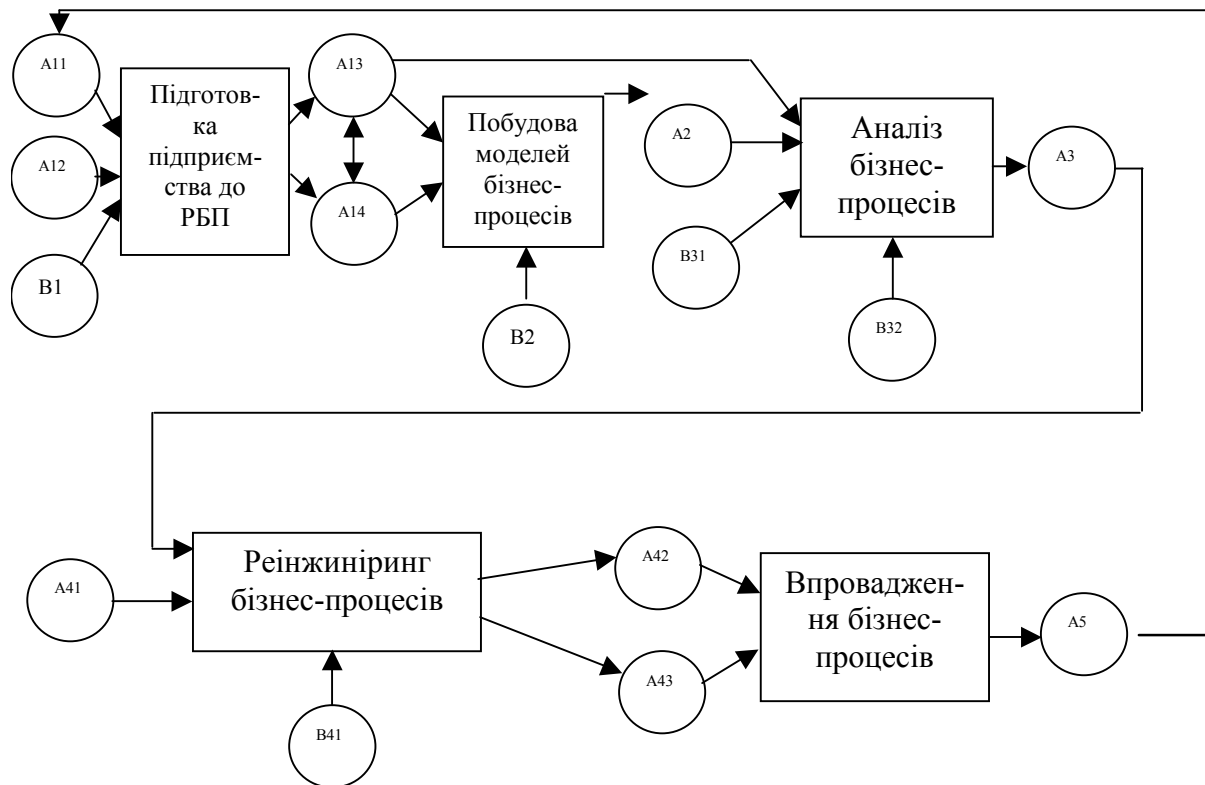 A11
A12
B1
Підготов-
ка
підприєм-
ства до
РБП
A13
A14
Побудова
моделей
бізнес-
процесів
B2
A2
B31
Аналіз
бізнес-
процесів
B32
A3
A41
Реінжиніринг
бізнес-процесів
B41
A42
A43
Впроваджен-
ня бізнес-
процесів
A5